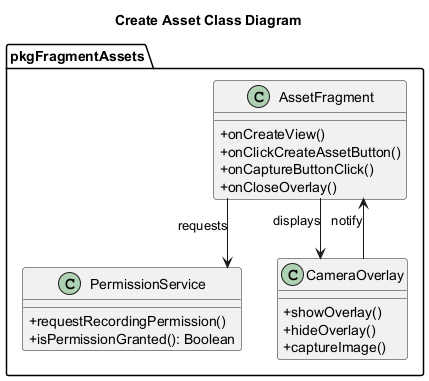 Create Asset Class Diagram
pkgFragmentAssets
C AssetFragment
+onCreateView()
+onClickCreateAssetButton()
+onCaptureButtonClick()
+onCloseOverlay()
requests
displays
notify
C PermissionService
+requestRecordingPermission()
+isPermissionGranted(): Boolean
C CameraOverlay
+showOverlay()
+hideOverlay()
+captureImage()